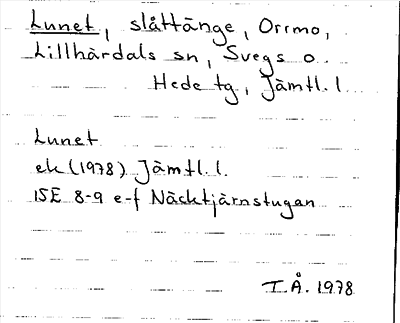 Lunet, slåttänge, Orrmo,
Lillhärdals sn, Svegs o.
Hede tg, Jämtl. l.
Lunet
ek (1978) Jämtl. l.
15E 8-9 e-f Näcktjärnstugan
T.Å. 1978